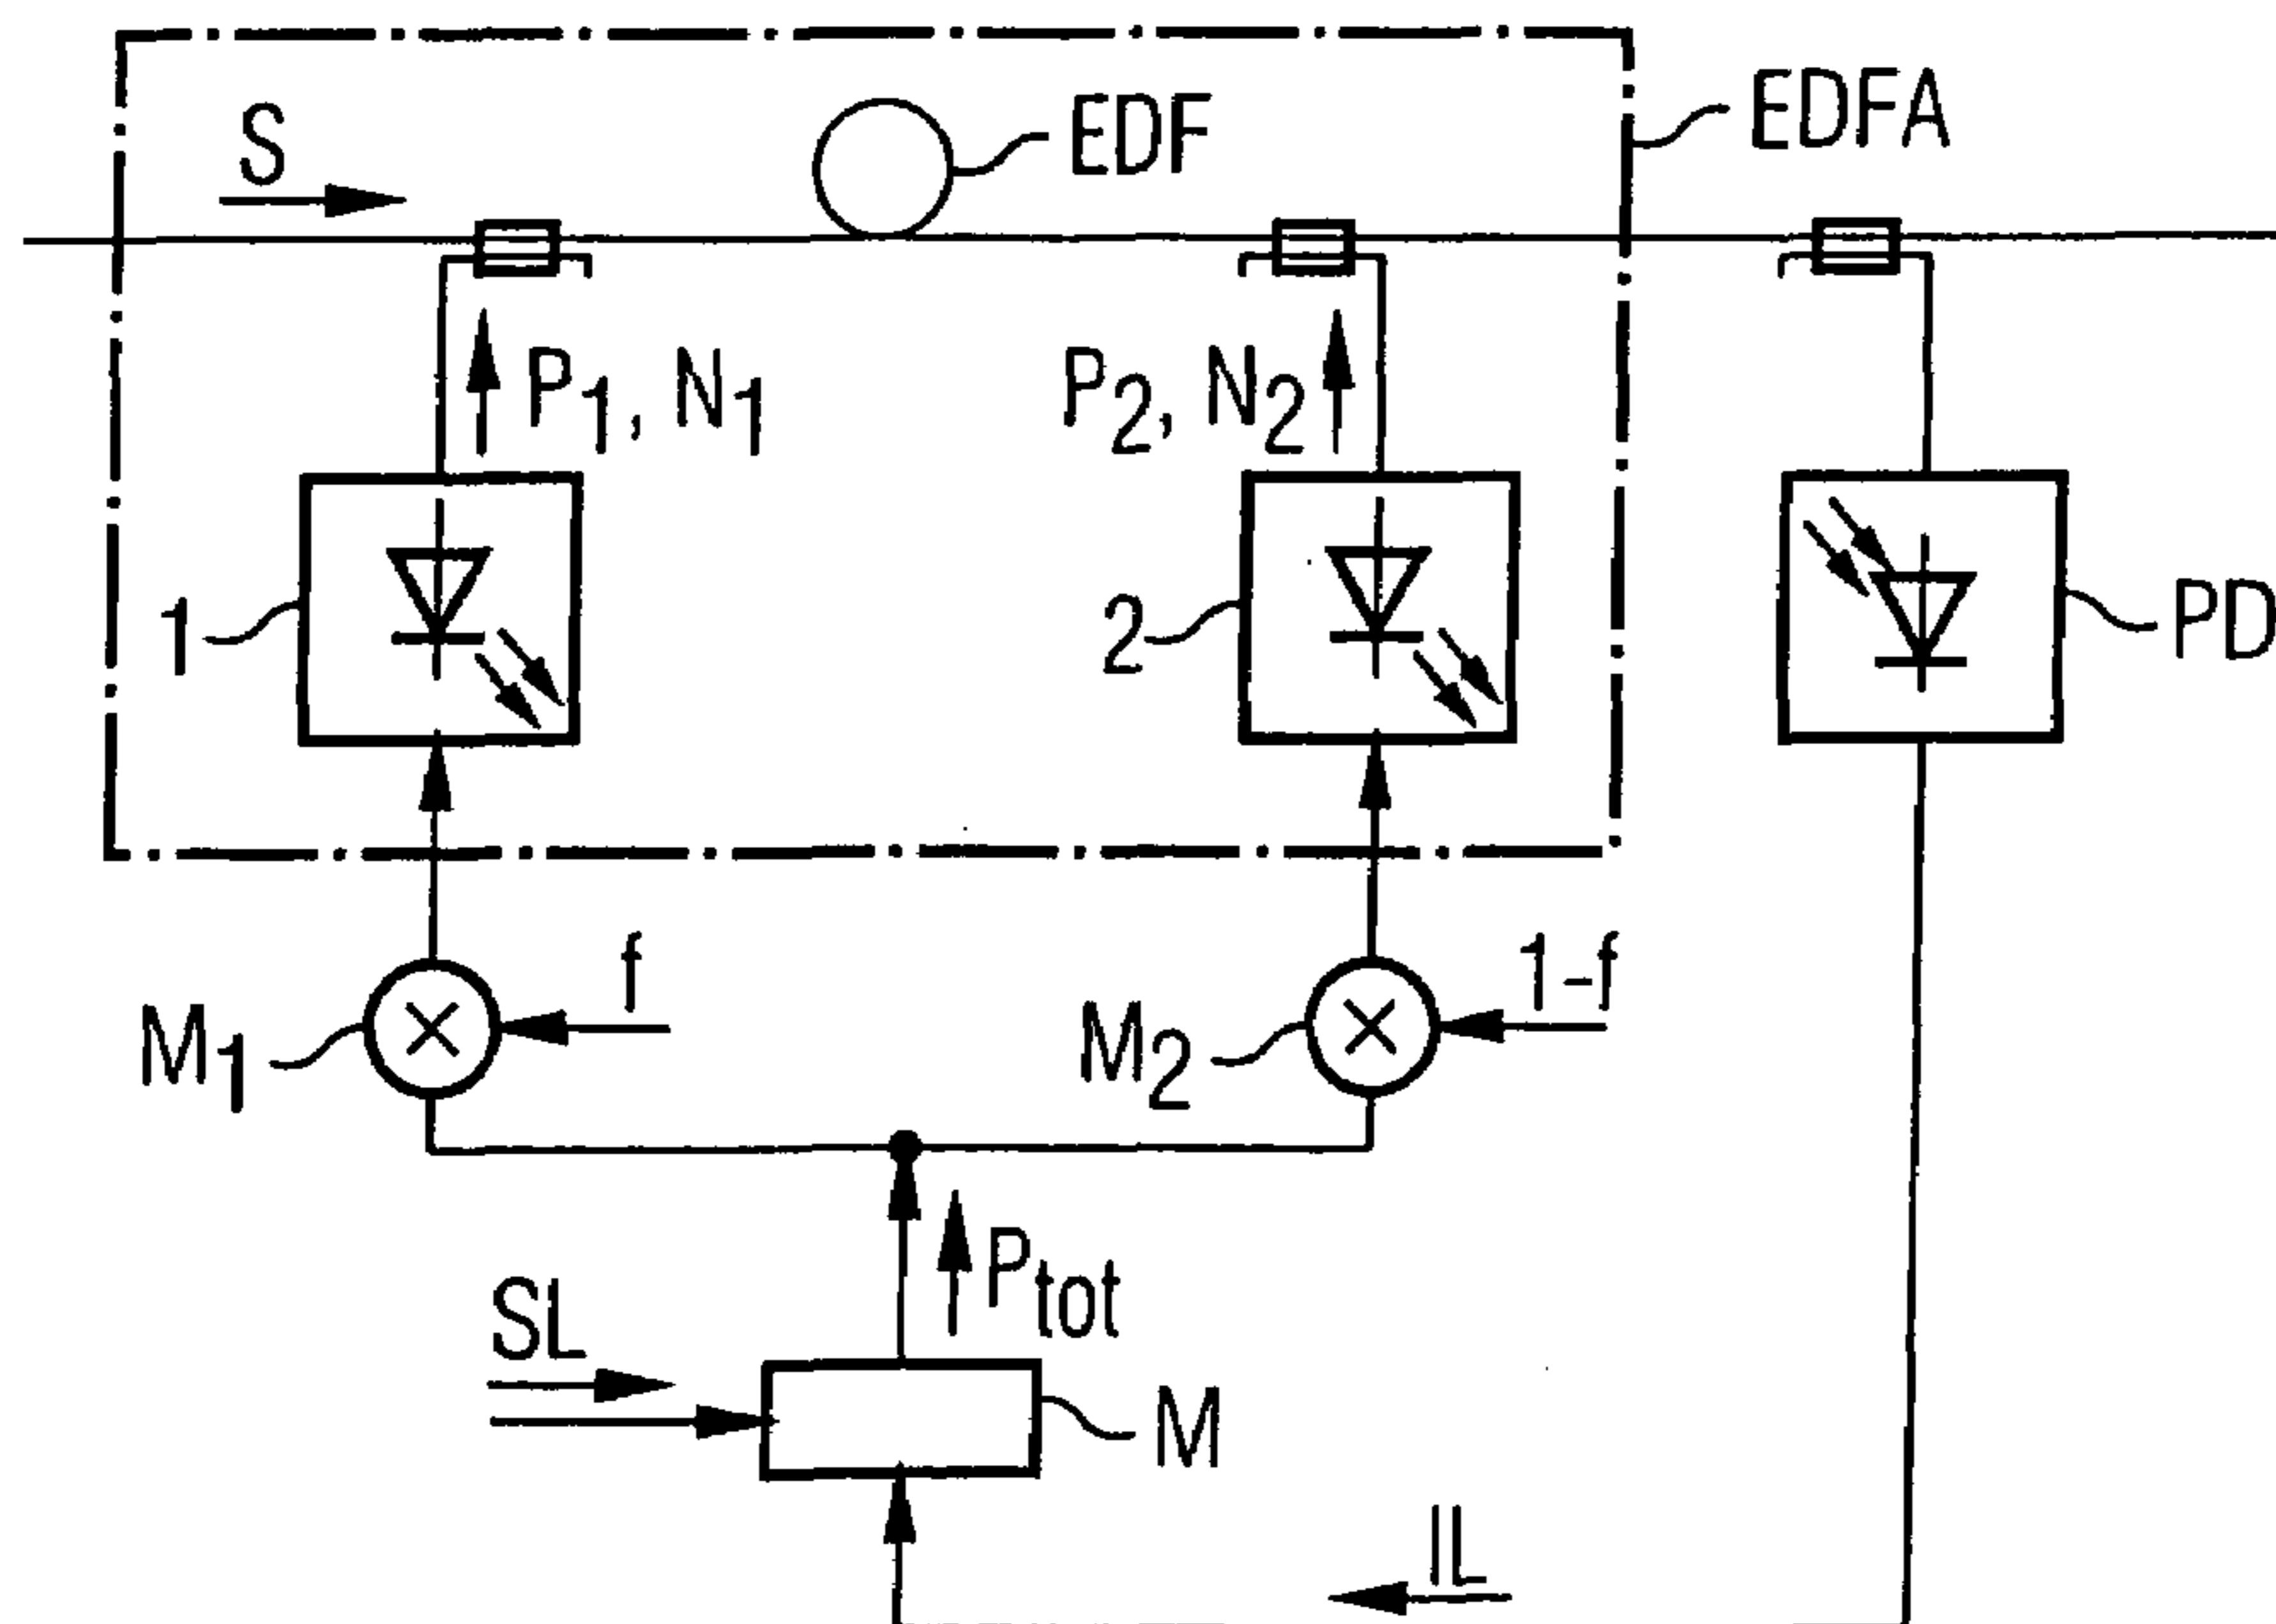 S
EDF
EDFA
P1, N1
P2, N2
1
2
PD
f
1-f
M1
M2
Ptot
SL
M
IL